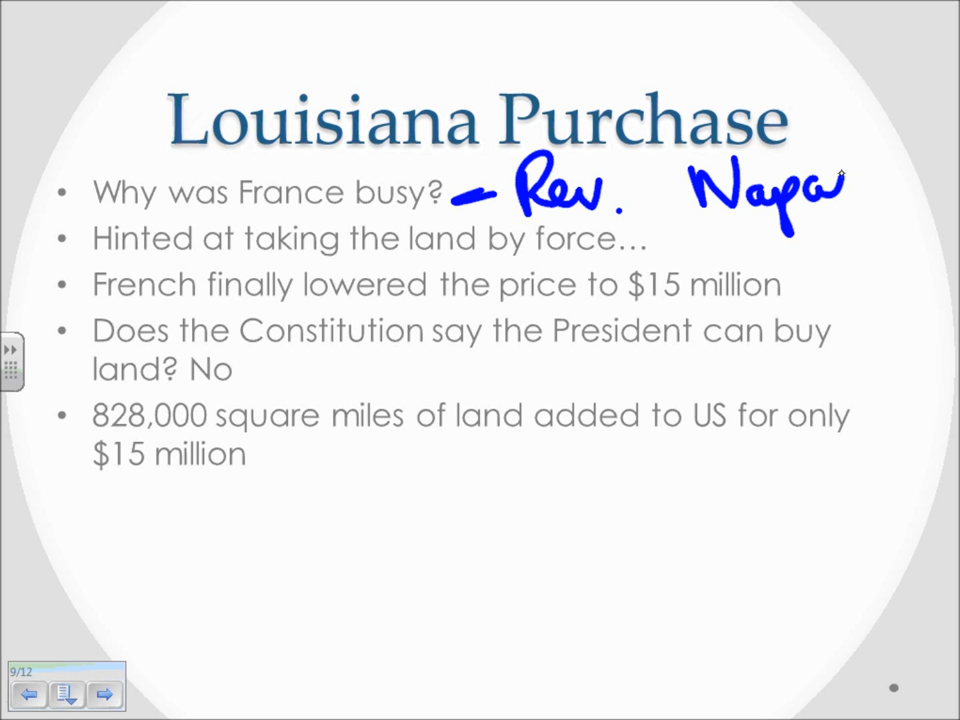 Louisiana Purchase
• Why was France busy? - Rev. Napo
• Hinted at taking the land by force…
• French finally lowered the price to $15 million
• Does the Constitution say the President can buy
land? No
• 828,000 square miles of land added to US for only
$15 million
9/12